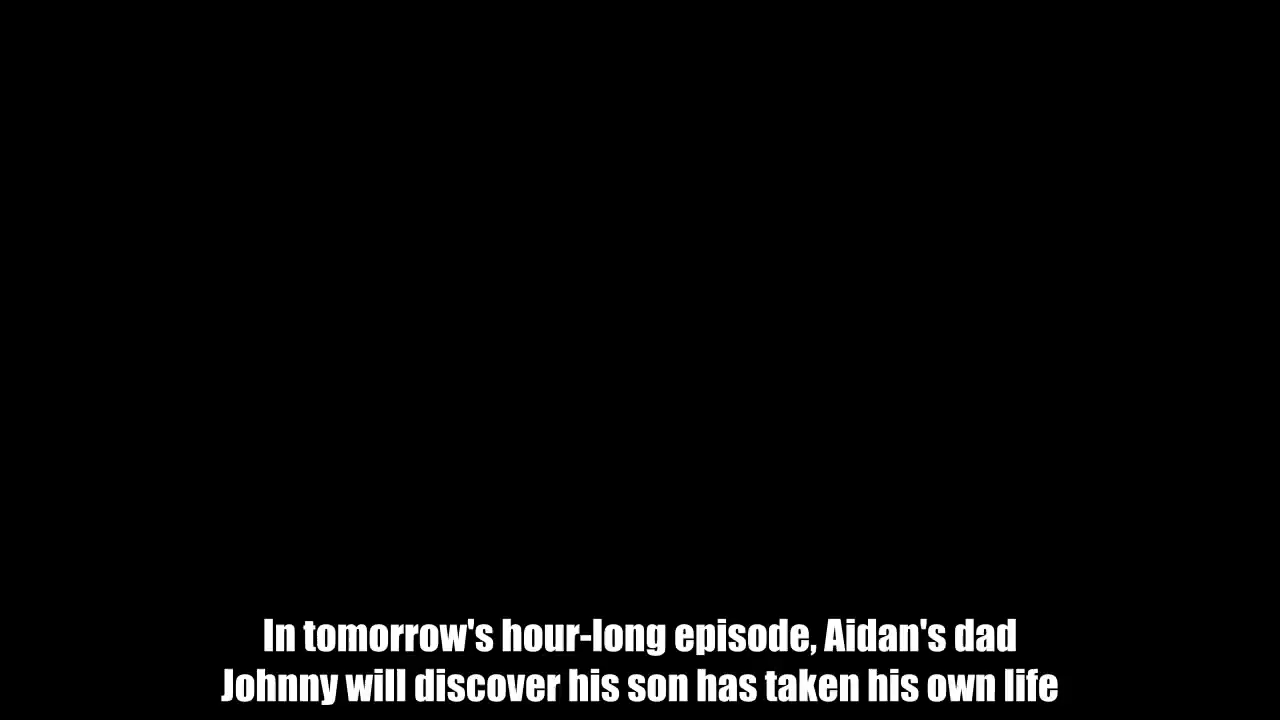 In tomorrow's hour-long episode, Aidan's dad
Johnny will discover his son has taken his own life